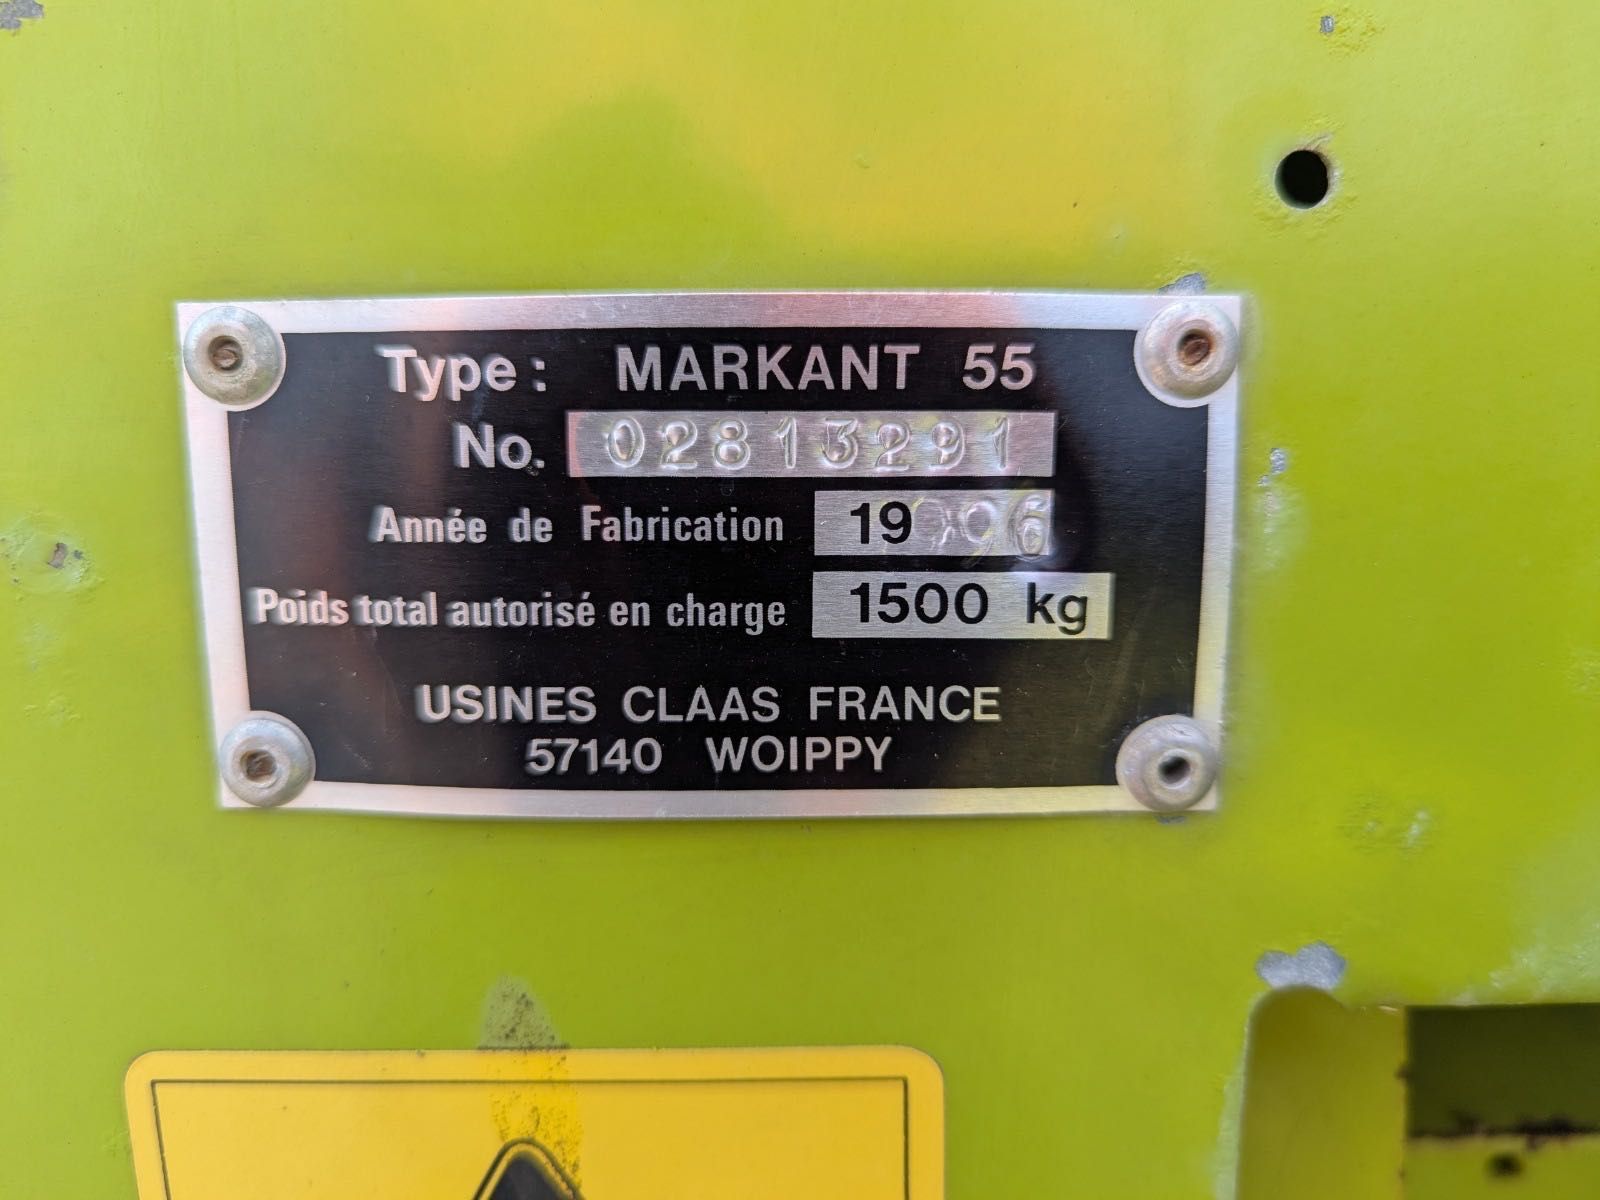 Type : MARKANT 55
No. 02813291
Année de Fabrication 1996
Poids total autorisé en charge 1500 kg
USINES CLAAS FRANCE
57140 WOIPPY